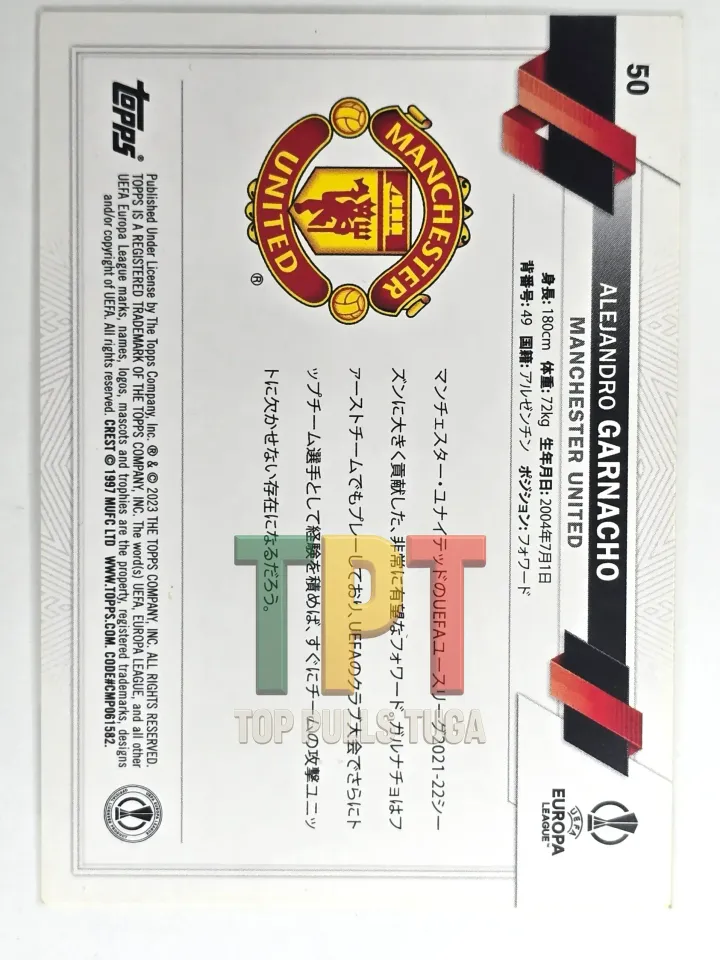 50
ALEJANDRO GARNACHO
MANCHESTER UNITED
身長: 180cm 体重: 72kg 生年月日: 2004年7月1日
背番号: 49 国籍: アルゼンチン ポジション: フォワード
UEFA
EUROPA
LEAGUE™
MANCHESTER
UNITED
®
マンチェスター・ユナイテッドのUEFAユースリーグ2021-22シー
ズンに大きく貢献した、非常に有望なフォワード。ガルナチョはフ
ァーストチームでもプレーしており、UEFAのクラブ大会でさらにト
ップチーム選手として経験を積めば、すぐにチームの攻撃ユニッ
トに欠かせない存在になるだろう。
TPT
TOP PULLS TUGA
topps®
Published Under License by The Topps Company, Inc. ® & © 2023 THE TOPPS COMPANY, INC. ALL RIGHTS RESERVED.
TOPPS IS A REGISTERED TRADEMARK OF THE TOPPS COMPANY, INC. The word(s) UEFA, EUROPA LEAGUE, and all other
UEFA Europa League marks, names, logos, mascots and trophies are the property, registered trademarks, designs
and/or copyright of UEFA. All rights reserved. CREST © 1997 MUFC LTD WWW.TOPPS.COM. CODE#CMP061582.